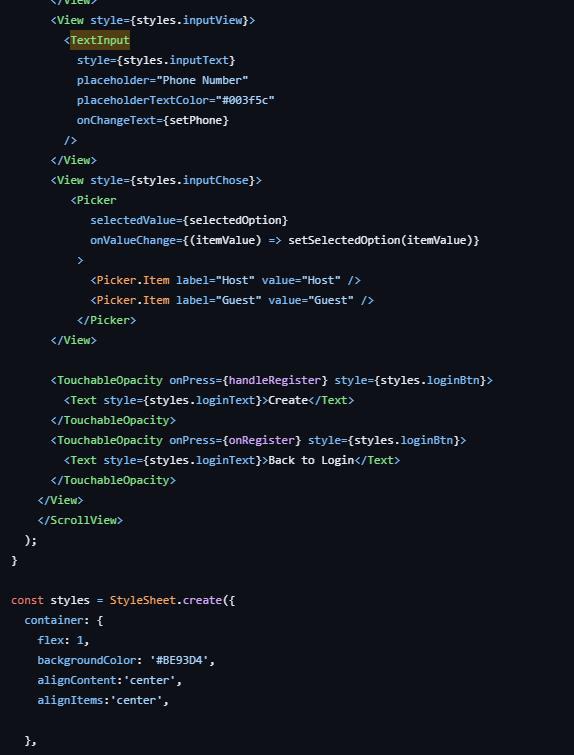 </View>
<View style={styles.inputView}>
<TextInput
style={styles.inputText}
placeholder="Phone Number"
placeholderTextColor="#003f5c"
onChangeText={setPhone}
/>
</View>
<View style={styles.inputChose}>
<Picker
selectedValue={selectedOption}
onValueChange={(itemValue) => setSelectedOption(itemValue)}
>
<Picker.Item label="Host" value="Host" />
<Picker.Item label="Guest" value="Guest" />
</Picker>
</View>
<TouchableOpacity onPress={handleRegister} style={styles.loginBtn}>
<Text style={styles.loginText}>Create</Text>
</TouchableOpacity>
<TouchableOpacity onPress={onRegister} style={styles.loginBtn}>
<Text style={styles.loginText}>Back to Login</Text>
</TouchableOpacity>
</View>
</ScrollView>
);
}
const styles = StyleSheet.create({
container: {
flex: 1,
backgroundColor: '#BE93D4',
alignContent:'center',
alignItems:'center',
},